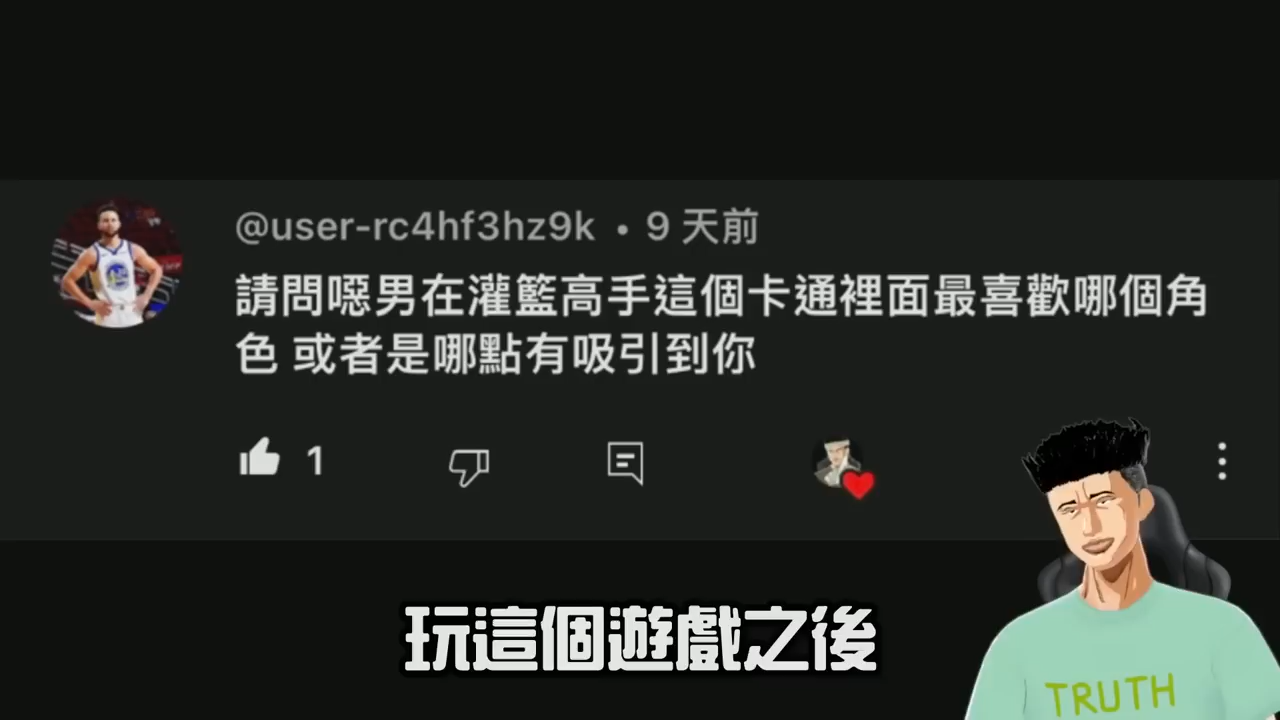 @user-rc4hf3hz9k • 9 天前
請問噁男在灌籃高手這個卡通裡面最喜歡哪個角
色 或者是哪點有吸引到你
1
玩這個遊戲之後
TRUTH